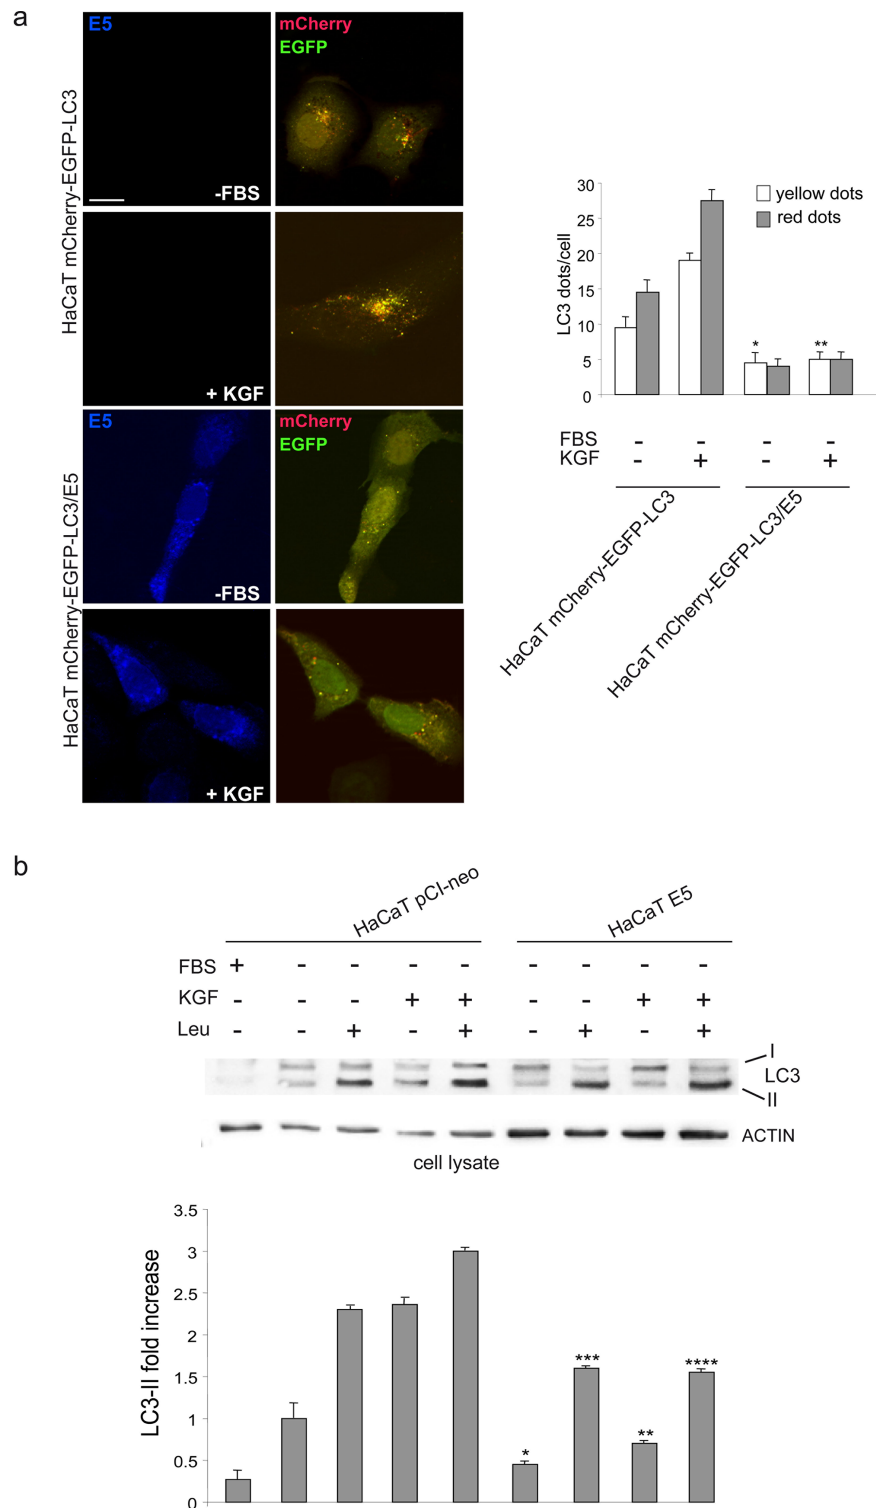 a
HaCaT mCherry-EGFP-LC3
E5
mCherry
EGFP
-FBS
+ KGF
HaCaT mCherry-EGFP-LC3/E5
E5
mCherry
EGFP
-FBS
+ KGF
LC3 dots/cell
30
25
20
15
10
5
0
yellow dots
red dots
* **
FBS - - - -
KGF - + - +
HaCaT mCherry-EGFP-LC3
HaCaT mCherry-EGFP-LC3/E5
b
HaCaT pCI-neo HaCaT E5
FBS + - - - - - - - -
KGF - - - + + - - + +
Leu - - + - + - + - +
I
LC3
II
ACTIN
cell lysate
LC3-II fold increase
3.5
3
2.5
2
1.5
1
0.5
0
* *** ** ****